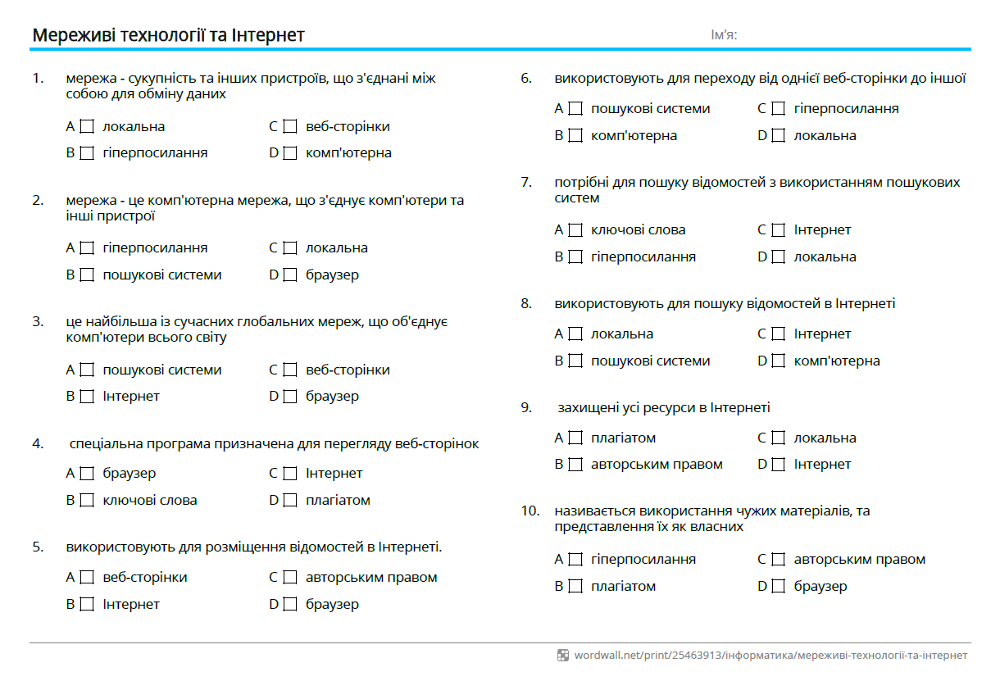 Мереживі технології та Інтернет
Ім'я:
1. мережа - сукупність та інших пристроїв, що з'єднані між
собою для обміну даних
A локальна
C веб-сторінки
B гіперпосилання
D комп'ютерна
2. мережа - це комп'ютерна мережа, що з'єднує комп'ютери та
інші пристрої
A гіперпосилання
C локальна
B пошукові системи
D браузер
3. це найбільша із сучасних глобальних мереж, що об'єднує
комп'ютери всього світу
A пошукові системи
C веб-сторінки
B Інтернет
D браузер
4. спеціальна програма призначена для перегляду веб-сторінок
A браузер
C Інтернет
B ключові слова
D плагіатом
5. використовують для розміщення відомостей в Інтернеті.
A веб-сторінки
C авторським правом
B Інтернет
D браузер
6. використовують для переходу від однієї веб-сторінки до іншої
A пошукові системи
C гіперпосилання
B комп'ютерна
D локальна
7. потрібні для пошуку відомостей з використанням пошукових
систем
A ключові слова
C Інтернет
B гіперпосилання
D локальна
8. використовують для пошуку відомостей в Інтернеті
A локальна
C Інтернет
B пошукові системи
D комп'ютерна
9. захищені усі ресурси в Інтернеті
A плагіатом
C локальна
B авторським правом
D Інтернет
10. називається використання чужих матеріалів, та
представлення їх як власних
A гіперпосилання
C авторським правом
B плагіатом
D браузер
wordwall.net/print/25463913/інформатика/мереживі-технології-та-інтернет